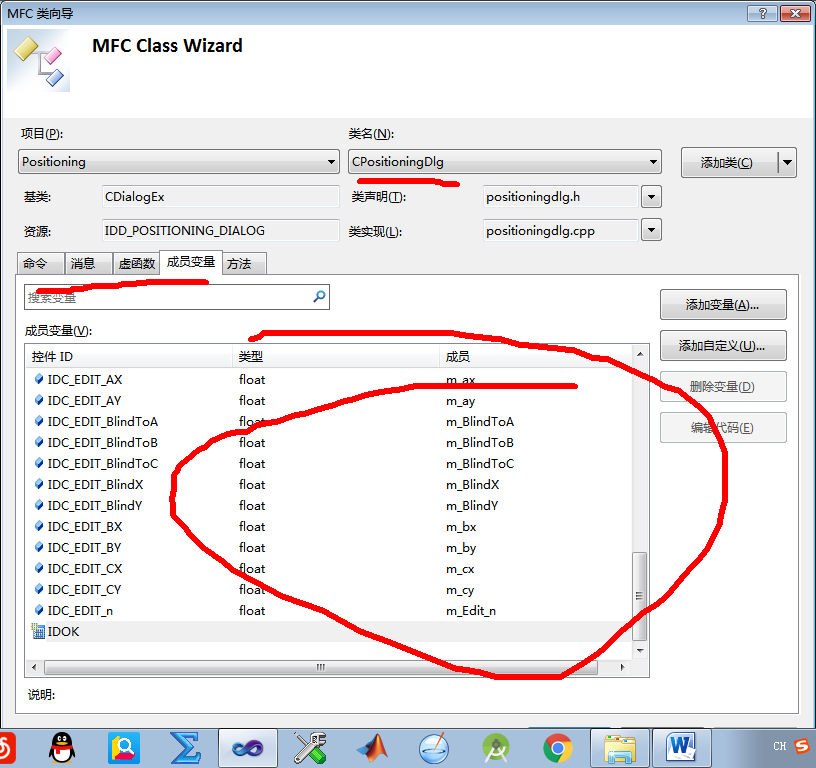 MFC 类向导
MFC Class Wizard
项目(P):
类名(N):
Positioning
CPositioningDlg
添加类(C)
基类:
CDialogEx
类声明(T):
positioningdlg.h
资源:
IDD_POSITIONING_DIALOG
类实现(L):
positioningdlg.cpp
命令 消息 虚函数 成员变量 方法
搜索变量
添加变量(A)...
成员变量(V):
添加自定义(U)...
控件 ID 类型 成员
删除变量(D)
编辑代码(E)
IDC_EDIT_AX float m_ax
IDC_EDIT_AY float m_ay
IDC_EDIT_BlindToA float m_BlindToA
IDC_EDIT_BlindToB float m_BlindToB
IDC_EDIT_BlindToC float m_BlindToC
IDC_EDIT_BlindX float m_BlindX
IDC_EDIT_BlindY float m_BlindY
IDC_EDIT_BX float m_bx
IDC_EDIT_BY float m_by
IDC_EDIT_CX float m_cx
IDC_EDIT_CY float m_cy
IDC_EDIT_n float m_Edit_n
IDOK
说明:
CH